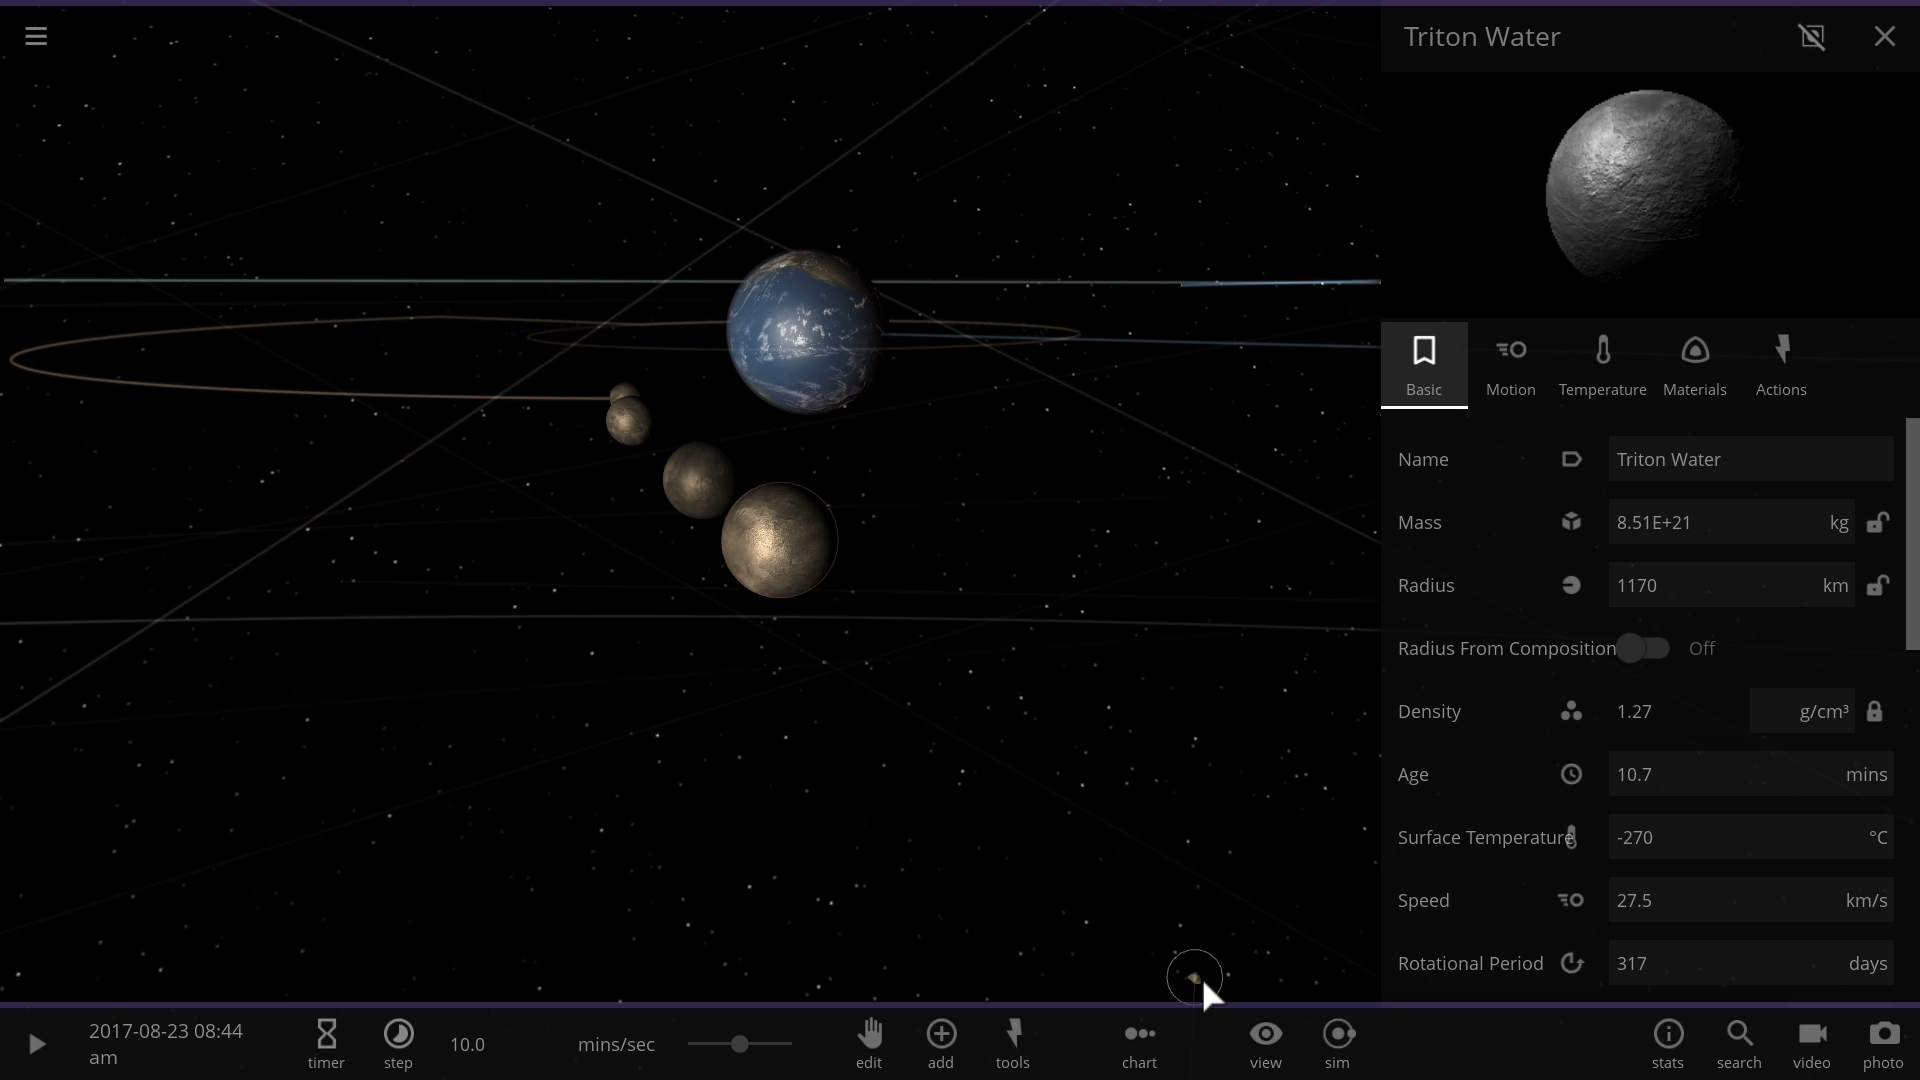 Triton Water
Basic
Motion
Temperature
Materials
Actions
Name Triton Water
Mass 8.51E+21 kg
Radius 1170 km
Radius From Composition Off
Density 1.27 g/cm³
Age 10.7 mins
Surface Temperature -270 °C
Speed 27.5 km/s
Rotational Period 317 days
2017-08-23 08:44
am
timer
step
10.0 mins/sec
edit
add
tools
chart
view
sim
stats
search
video
photo